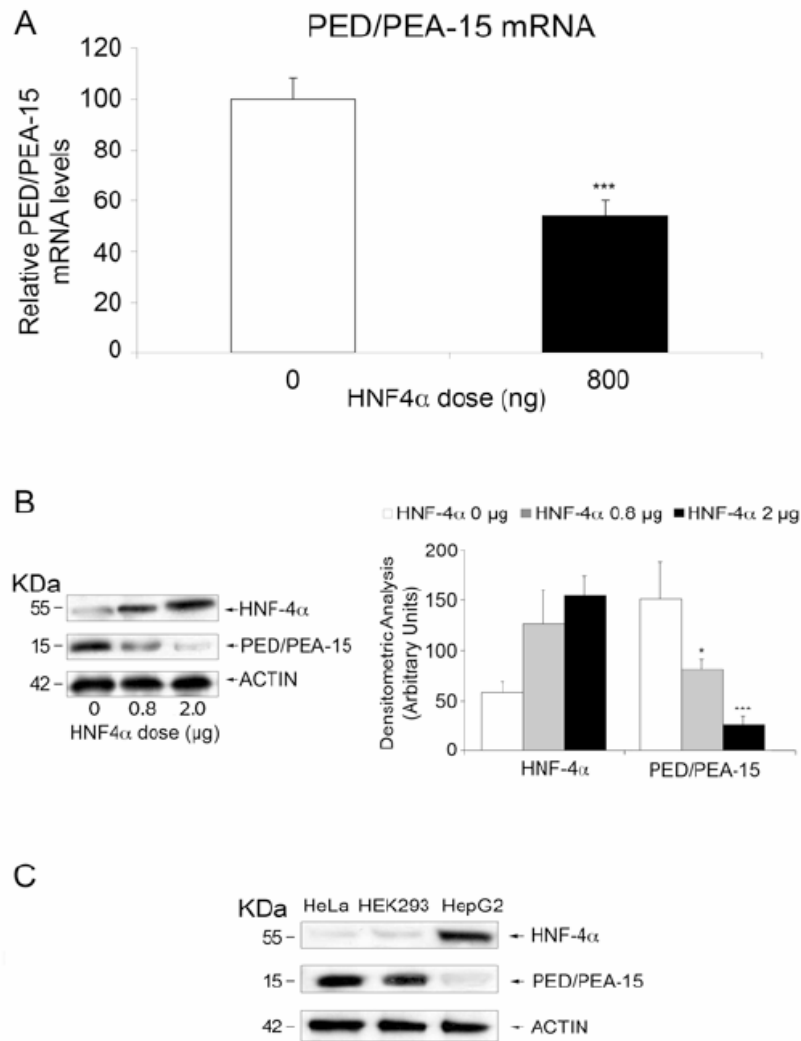 A
PED/PEA-15 mRNA
Relative PED/PEA-15
mRNA levels
120
100
80
60
40
20
0
***
0
800
HNF4α dose (ng)
B
HNF-4α 0 μg HNF-4α 0.8 μg HNF-4α 2 μg
KDa
55
HNF-4α
15
PED/PEA-15
42
ACTIN
0 0.8 2.0
HNF4α dose (μg)
Densitometric Analysis
(Arbitrary Units)
200
150
100
50
0
*
***
HNF-4α PED/PEA-15
C
KDa
HeLa HEK293 HepG2
55
HNF-4α
15
PED/PEA-15
42
ACTIN